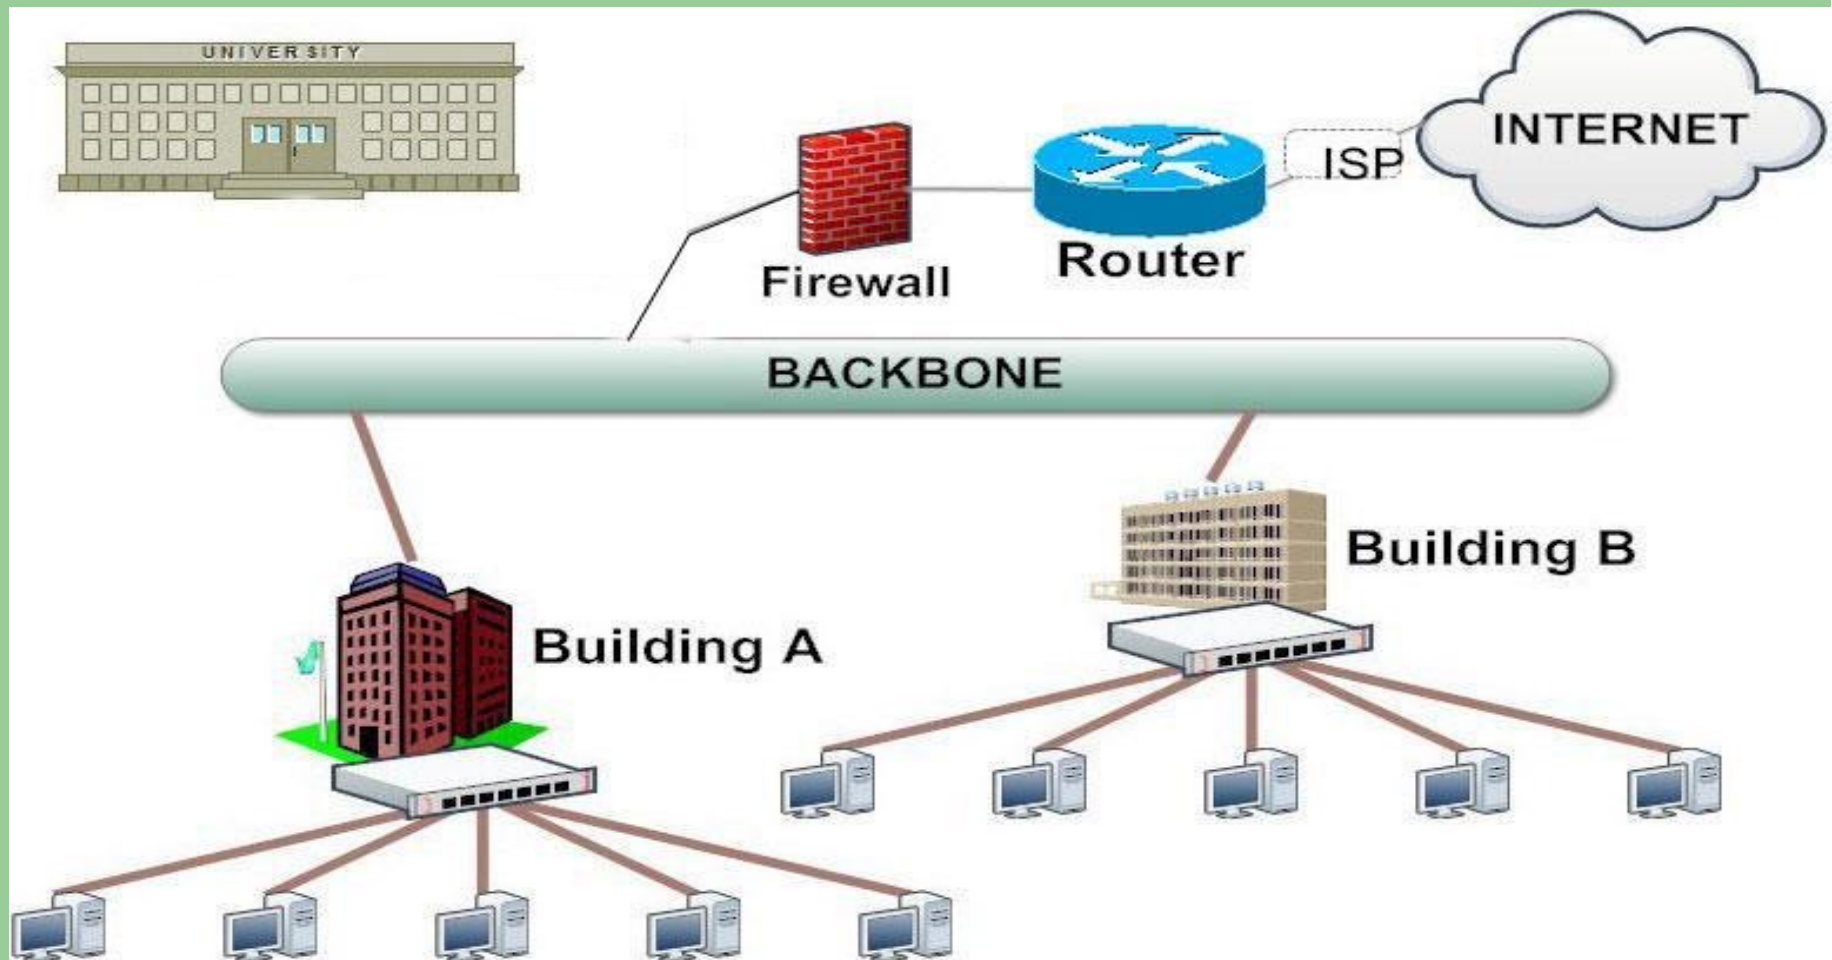 UNIVERSITY
INTERNET
ISP
Router
Firewall
BACKBONE
Building B
Building A